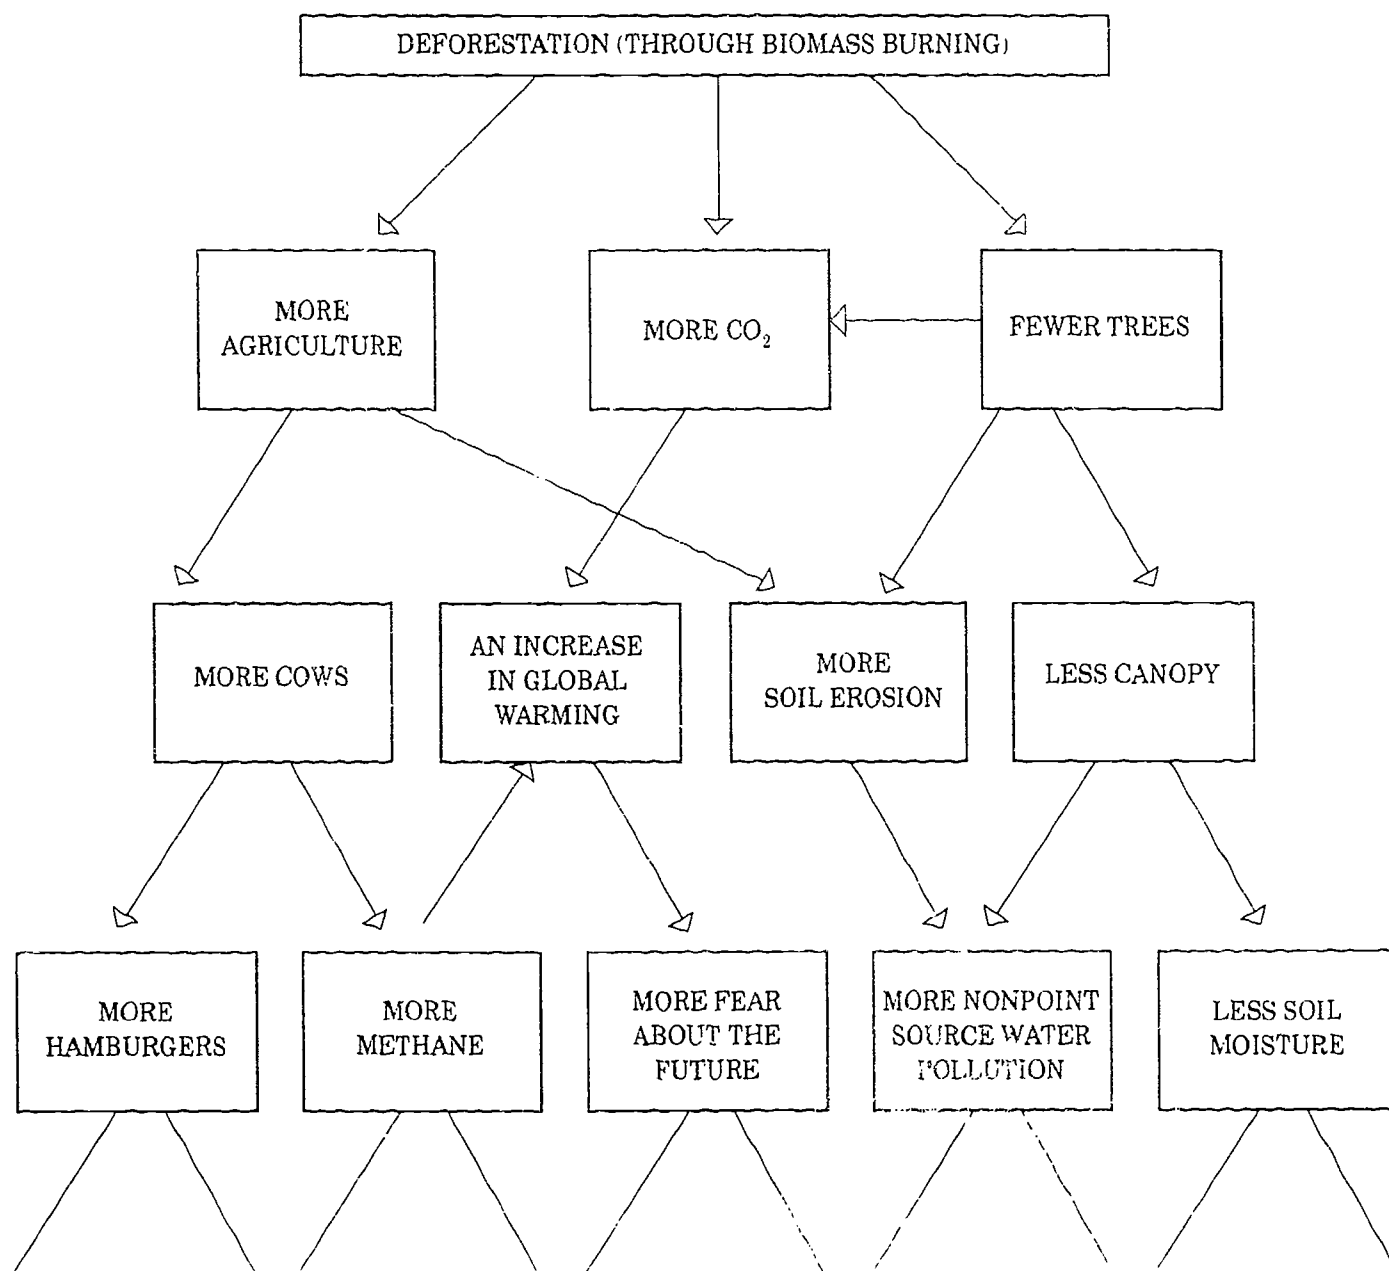 DEFORESTATION (THROUGH BIOMASS BURNING)
MORE
AGRICULTURE
MORE CO₂
FEWER TREES
MORE COWS
AN INCREASE
IN GLOBAL
WARMING
MORE
SOIL EROSION
LESS CANOPY
MORE
HAMBURGERS
MORE
METHANE
MORE FEAR
ABOUT THE
FUTURE
MORE NONPOINT
SOURCE WATER
POLLUTION
LESS SOIL
MOISTURE